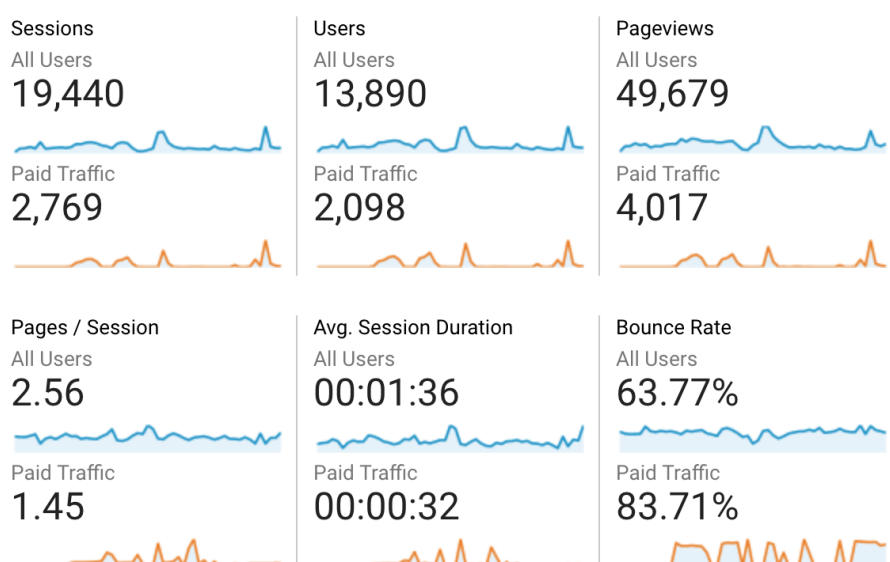 Sessions
All Users
19,440
Paid Traffic
2,769
Users
All Users
13,890
Paid Traffic
2,098
Pageviews
All Users
49,679
Paid Traffic
4,017
Pages / Session
All Users
2.56
Paid Traffic
1.45
Avg. Session Duration
All Users
00:01:36
Paid Traffic
00:00:32
Bounce Rate
All Users
63.77%
Paid Traffic
83.71%